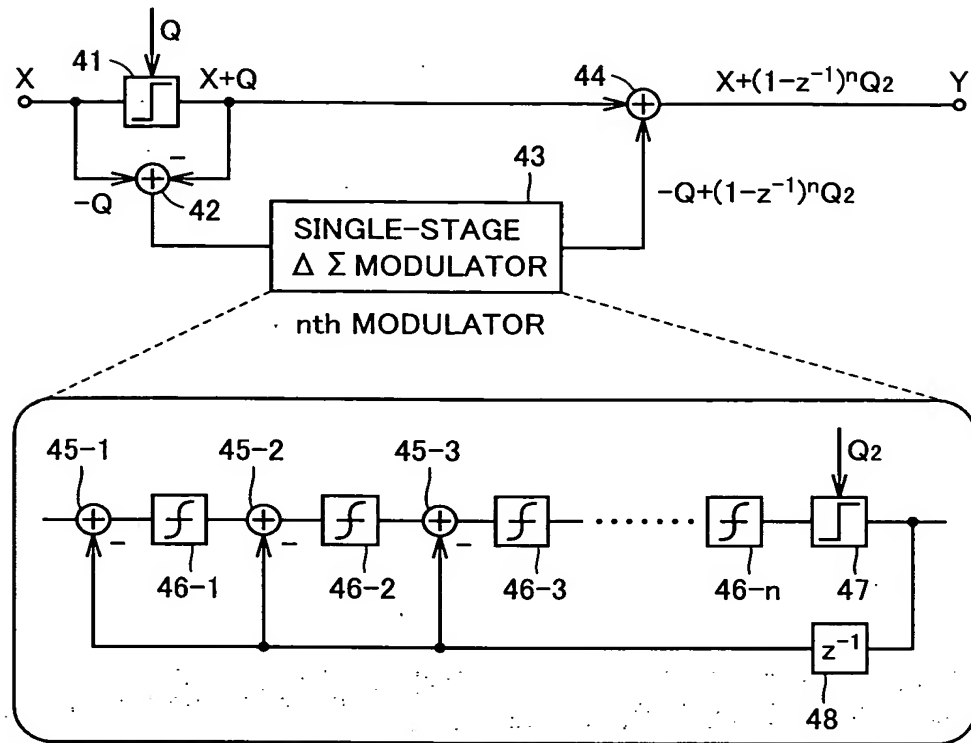 Q
41
X
X+Q
44
X+(1-z⁻¹)ⁿQ₂
Y
-
-Q
42
43
-Q+(1-z⁻¹)ⁿQ₂
SINGLE-STAGE
Δ Σ MODULATOR
nth MODULATOR
45-1
45-2
45-3
Q₂
-
-
-
46-1
46-2
46-3
46-n
47
z⁻¹
48